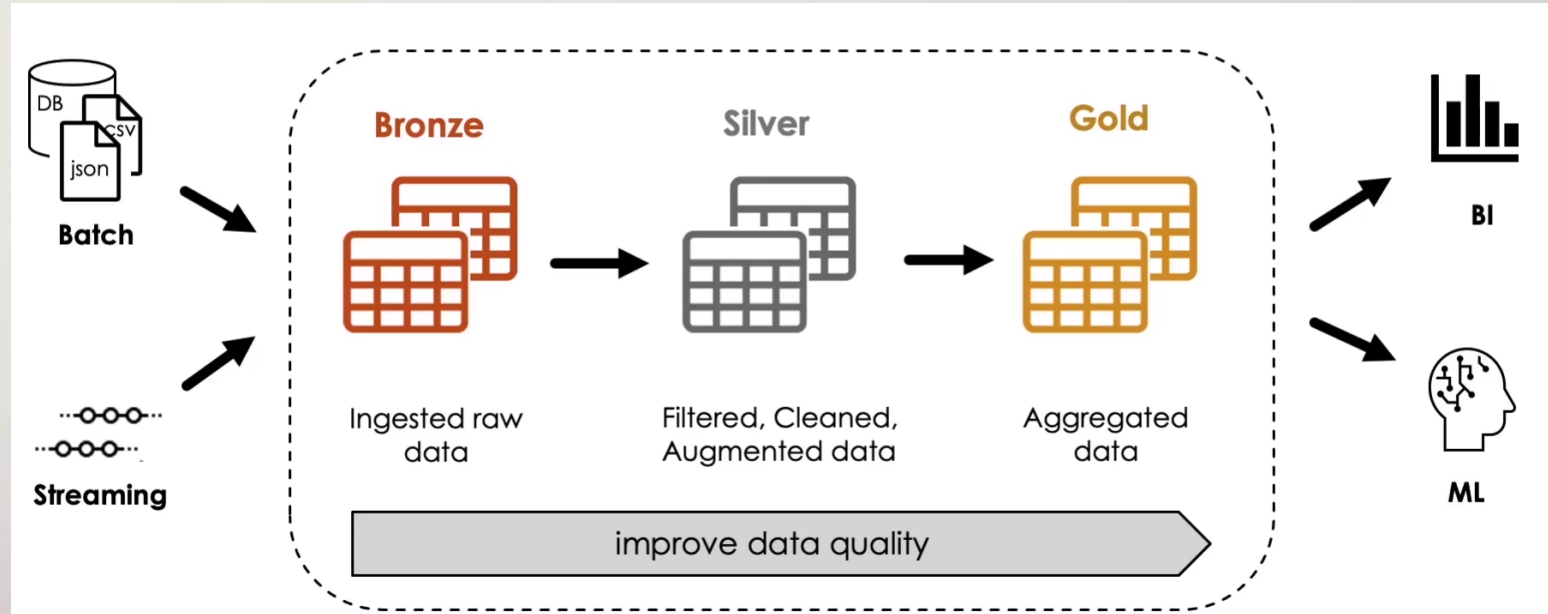 DB
csv
json
Batch
Streaming
Bronze
Silver
Gold
Ingested raw
data
Filtered, Cleaned,
Augmented data
Aggregated
data
improve data quality
BI
ML